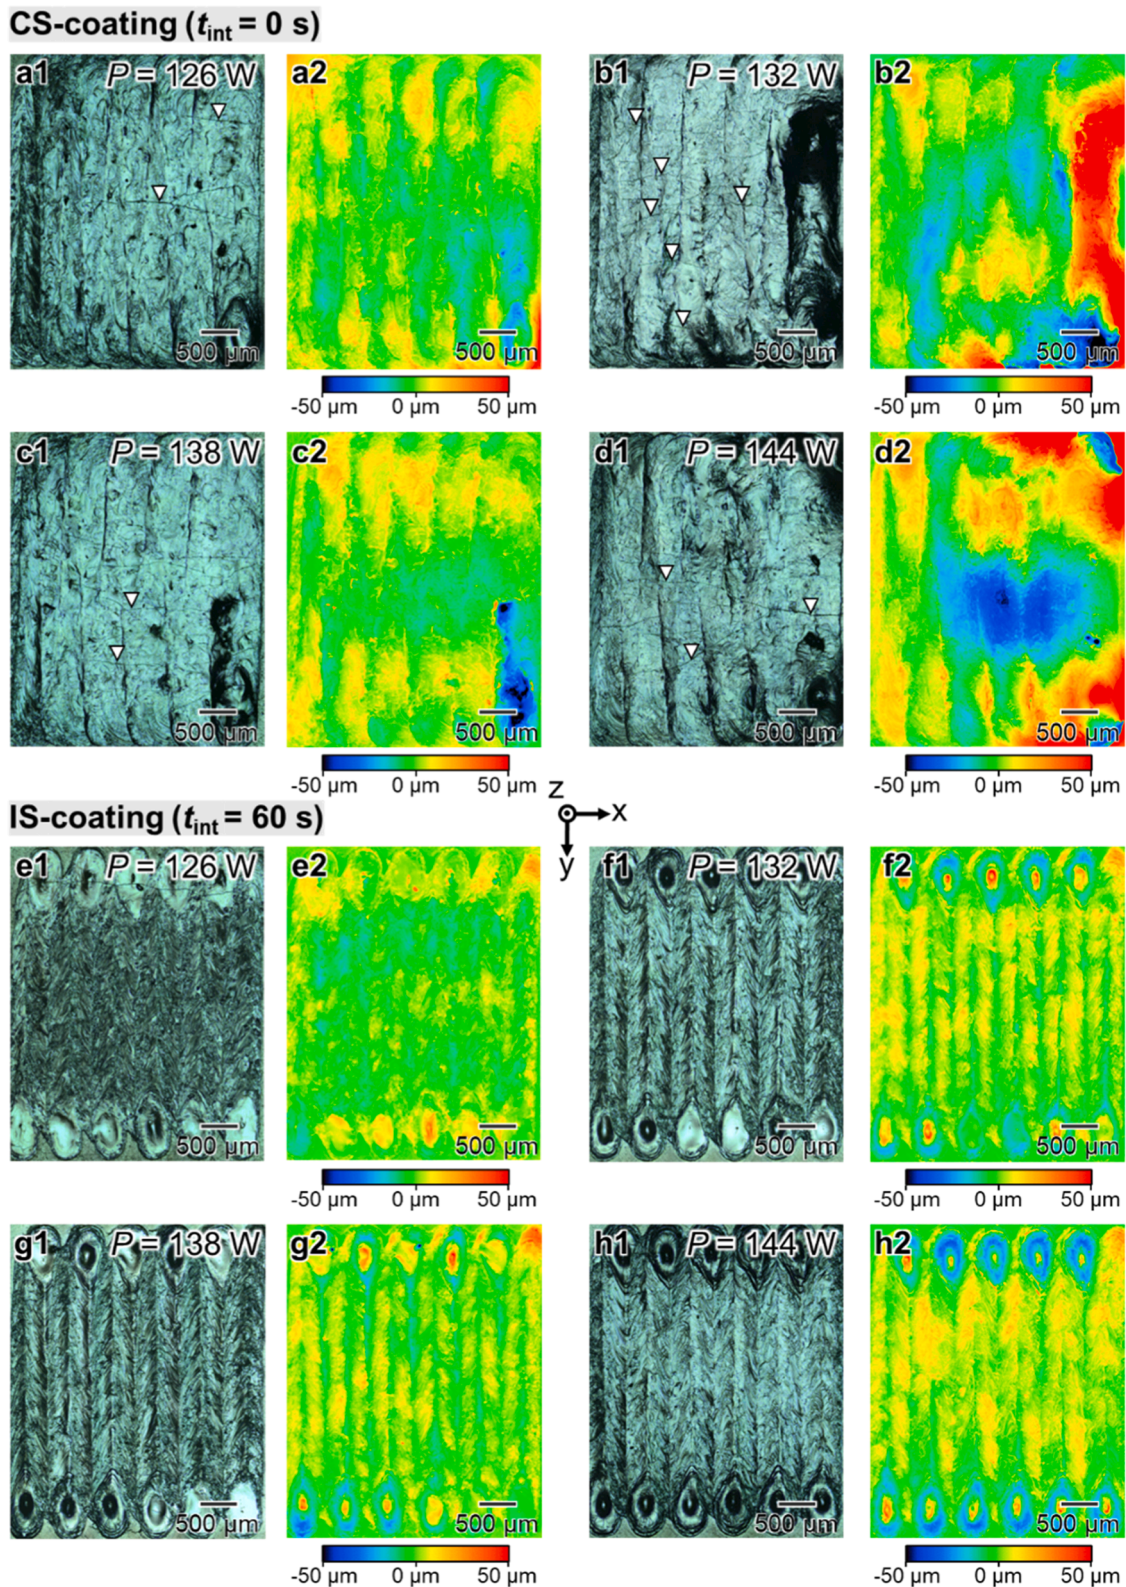 CS-coating (tint = 0 s)
a1 P = 126 W a2 b1 P = 132 W b2
500 µm 500 µm 500 µm 500 µm
-50 µm 0 µm 50 µm -50 µm 0 µm 50 µm
c1 P = 138 W c2 d1 P = 144 W d2
500 µm 500 µm 500 µm 500 µm
-50 µm 0 µm 50 µm -50 µm 0 µm 50 µm
IS-coating (tint = 60 s)
z
x
y
e1 P = 126 W e2 f1 P = 132 W f2
500 µm 500 µm 500 µm 500 µm
-50 µm 0 µm 50 µm -50 µm 0 µm 50 µm
g1 P = 138 W g2 h1 P = 144 W h2
500 µm 500 µm 500 µm 500 µm
-50 µm 0 µm 50 µm -50 µm 0 µm 50 µm